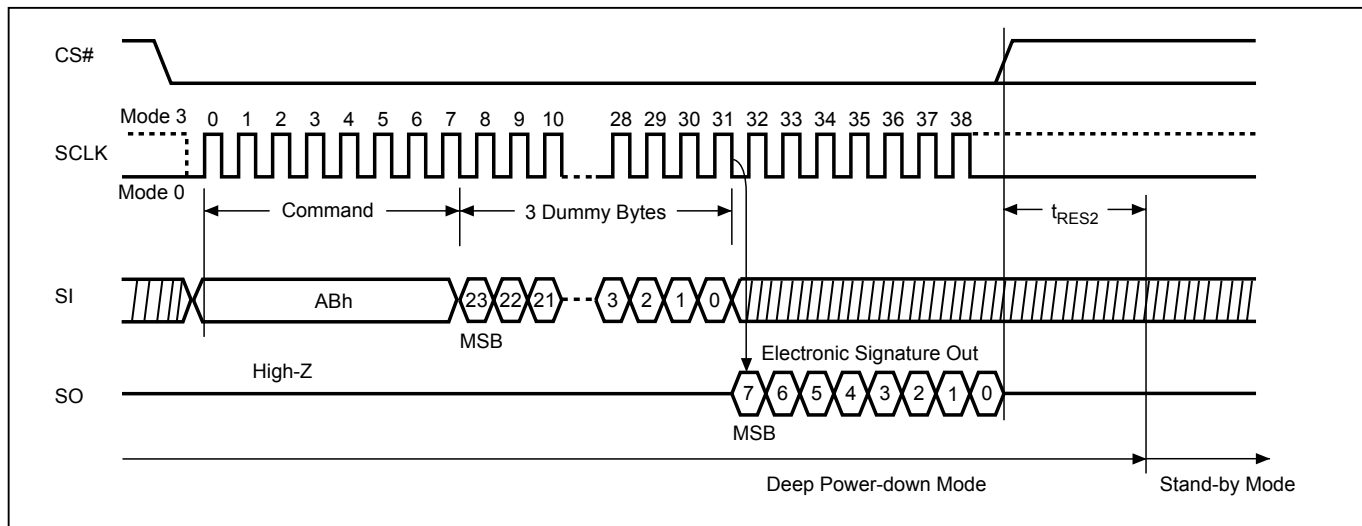 CS#
Mode 3 0 1 2 3 4 5 6 7 8 9 10 28 29 30 31 32 33 34 35 36 37 38
SCLK
Mode 0
Command 3 Dummy Bytes tRES2
SI ABh 23 22 21 3 2 1 0
MSB
High-Z Electronic Signature Out
SO 7 6 5 4 3 2 1 0
MSB
Deep Power-down Mode Stand-by Mode